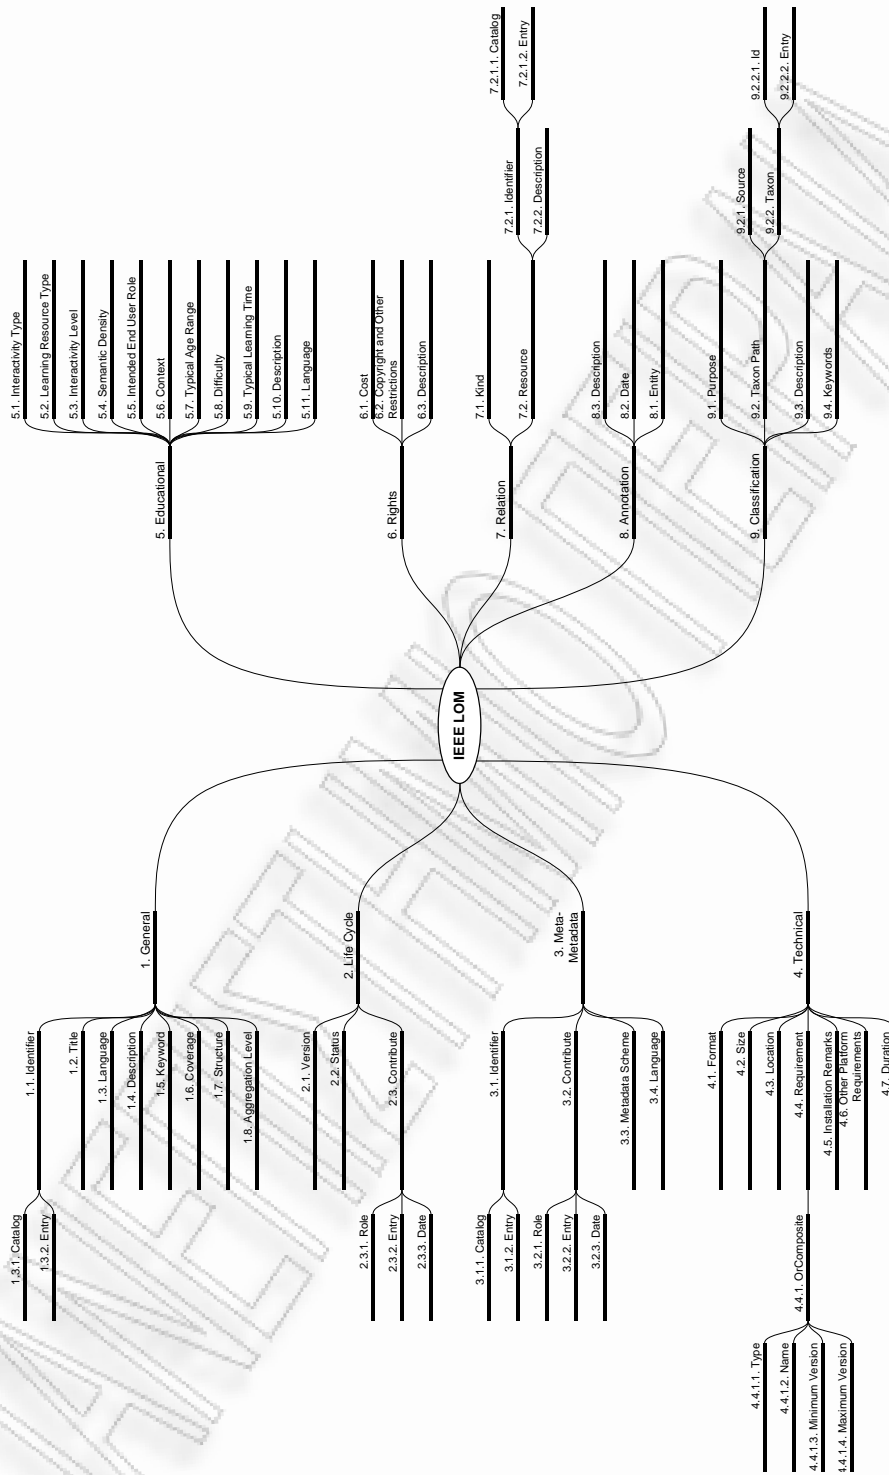 IEEE LOM
1. General
1.1. Identifier
1.3.1. Catalog
1.3.2. Entry
1.2. Title
1.3. Language
1.4. Description
1.5. Keyword
1.6. Coverage
1.7. Structure
1.8. Aggregation Level
2. Life Cycle
2.1. Version
2.2. Status
2.3. Contribute
2.3.1. Role
2.3.2. Entry
2.3.3. Date
3. Meta-
Metadata
3.1. Identifier
3.1.1. Catalog
3.1.2. Entry
3.2. Contribute
3.2.1. Role
3.2.2. Entry
3.2.3. Date
3.3. Metadata Scheme
3.4. Language
4. Technical
4.1. Format
4.2. Size
4.3. Location
4.4. Requirement
4.4.1. OrComposite
4.4.1.1. Type
4.4.1.2. Name
4.4.1.3. Minimum Version
4.4.1.4. Maximum Version
4.5. Installation Remarks
4.6. Other Platform
Requirements
4.7. Duration
5. Educational
5.1. Interactivity Type
5.2. Learning Resource Type
5.3. Interactivity Level
5.4. Semantic Density
5.5. Intended End User Role
5.6. Context
5.7. Typical Age Range
5.8. Difficulty
5.9. Typical Learning Time
5.10. Description
5.11. Language
6. Rights
6.1. Cost
6.2. Copyright and Other
Restrictions
6.3. Description
7. Relation
7.1. Kind
7.2. Resource
7.2.1. Identifier
7.2.1.1. Catalog
7.2.1.2. Entry
7.2.2. Description
8. Annotation
8.3. Description
8.2. Date
8.1. Entity
9. Classification
9.1. Purpose
9.2. Taxon Path
9.2.1. Source
9.2.2. Taxon
9.2.2.1. Id
9.2.2.2. Entry
9.3. Description
9.4. Keywords